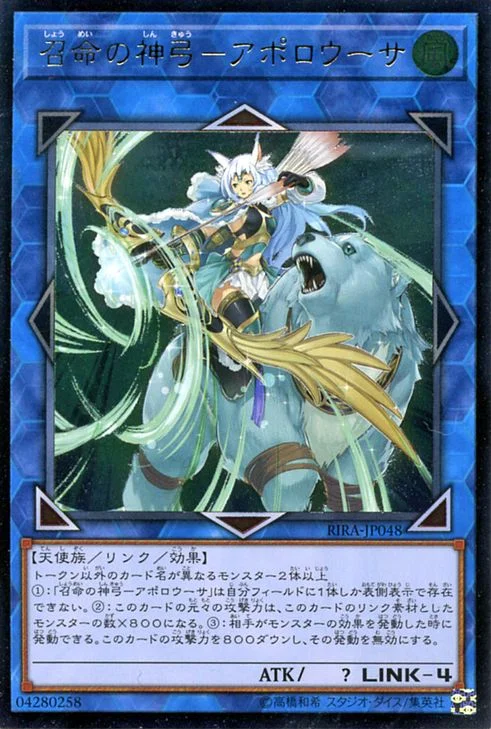 召命の神弓－アポロウーサ
風
RIRA-JP048
【天使族／リンク／効果】
トークン以外のカード名が異なるモンスター２体以上
①：「召命の神弓－アポロウーサ」は自分フィールドに１体しか表側表示で存在
できない。②：このカードの元々の攻撃力は、このカードのリンク素材とした
モンスターの数×８００になる。③：相手がモンスターの効果を発動した時に
発動できる。このカードの攻撃力を８００ダウンし、その発動を無効にする。
ATK/ ? LINK-4
04280258
©高橋和希 スタジオ・ダイス/集英社